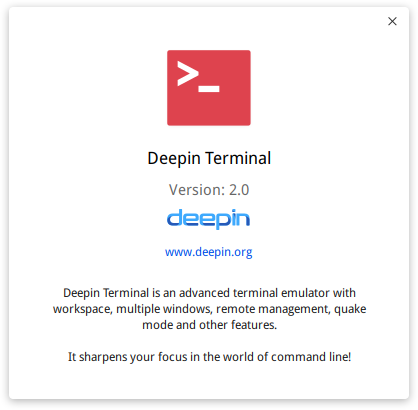 Deepin Terminal
Version: 2.0
deepin
www.deepin.org
Deepin Terminal is an advanced terminal emulator with
workspace, multiple windows, remote management, quake
mode and other features.
It sharpens your focus in the world of command line!